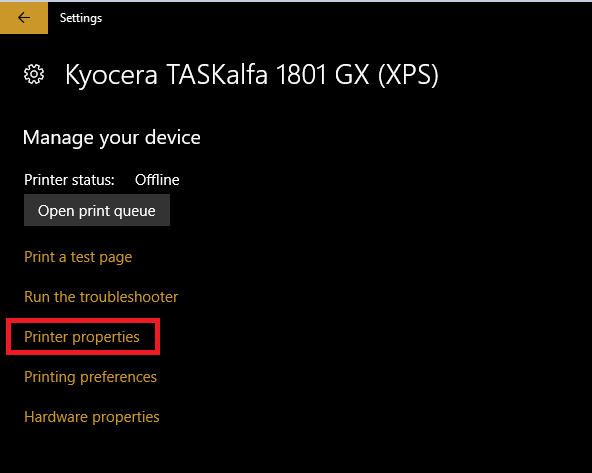 Settings
Kyocera TASKalfa 1801 GX (XPS)
Manage your device
Printer status: Offline
Open print queue
Print a test page
Run the troubleshooter
Printer properties
Printing preferences
Hardware properties